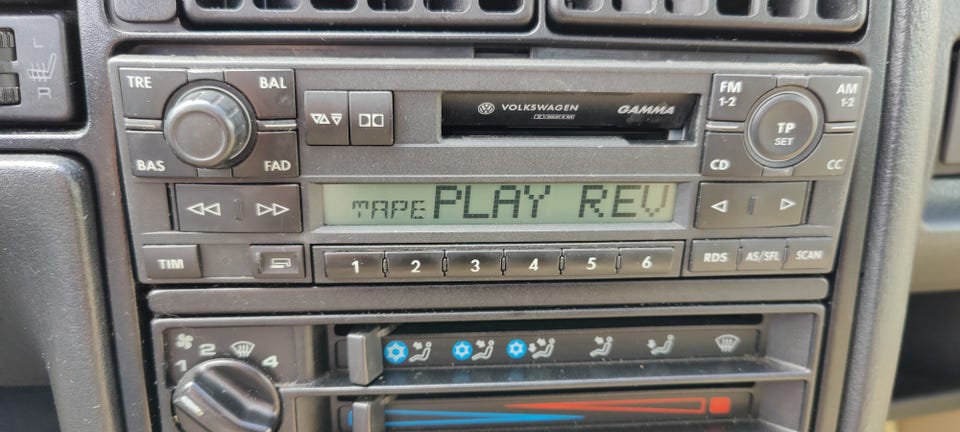 L
R
TRE
BAL
BAS
FAD
VOLKSWAGEN
GAMMA
FM
1-2
AM
1-2
TP
SET
CD
CC
TAPE PLAY REV
TIM
1 2 3 4 5 6
RDS AS/SFL SCAN
1 2 4